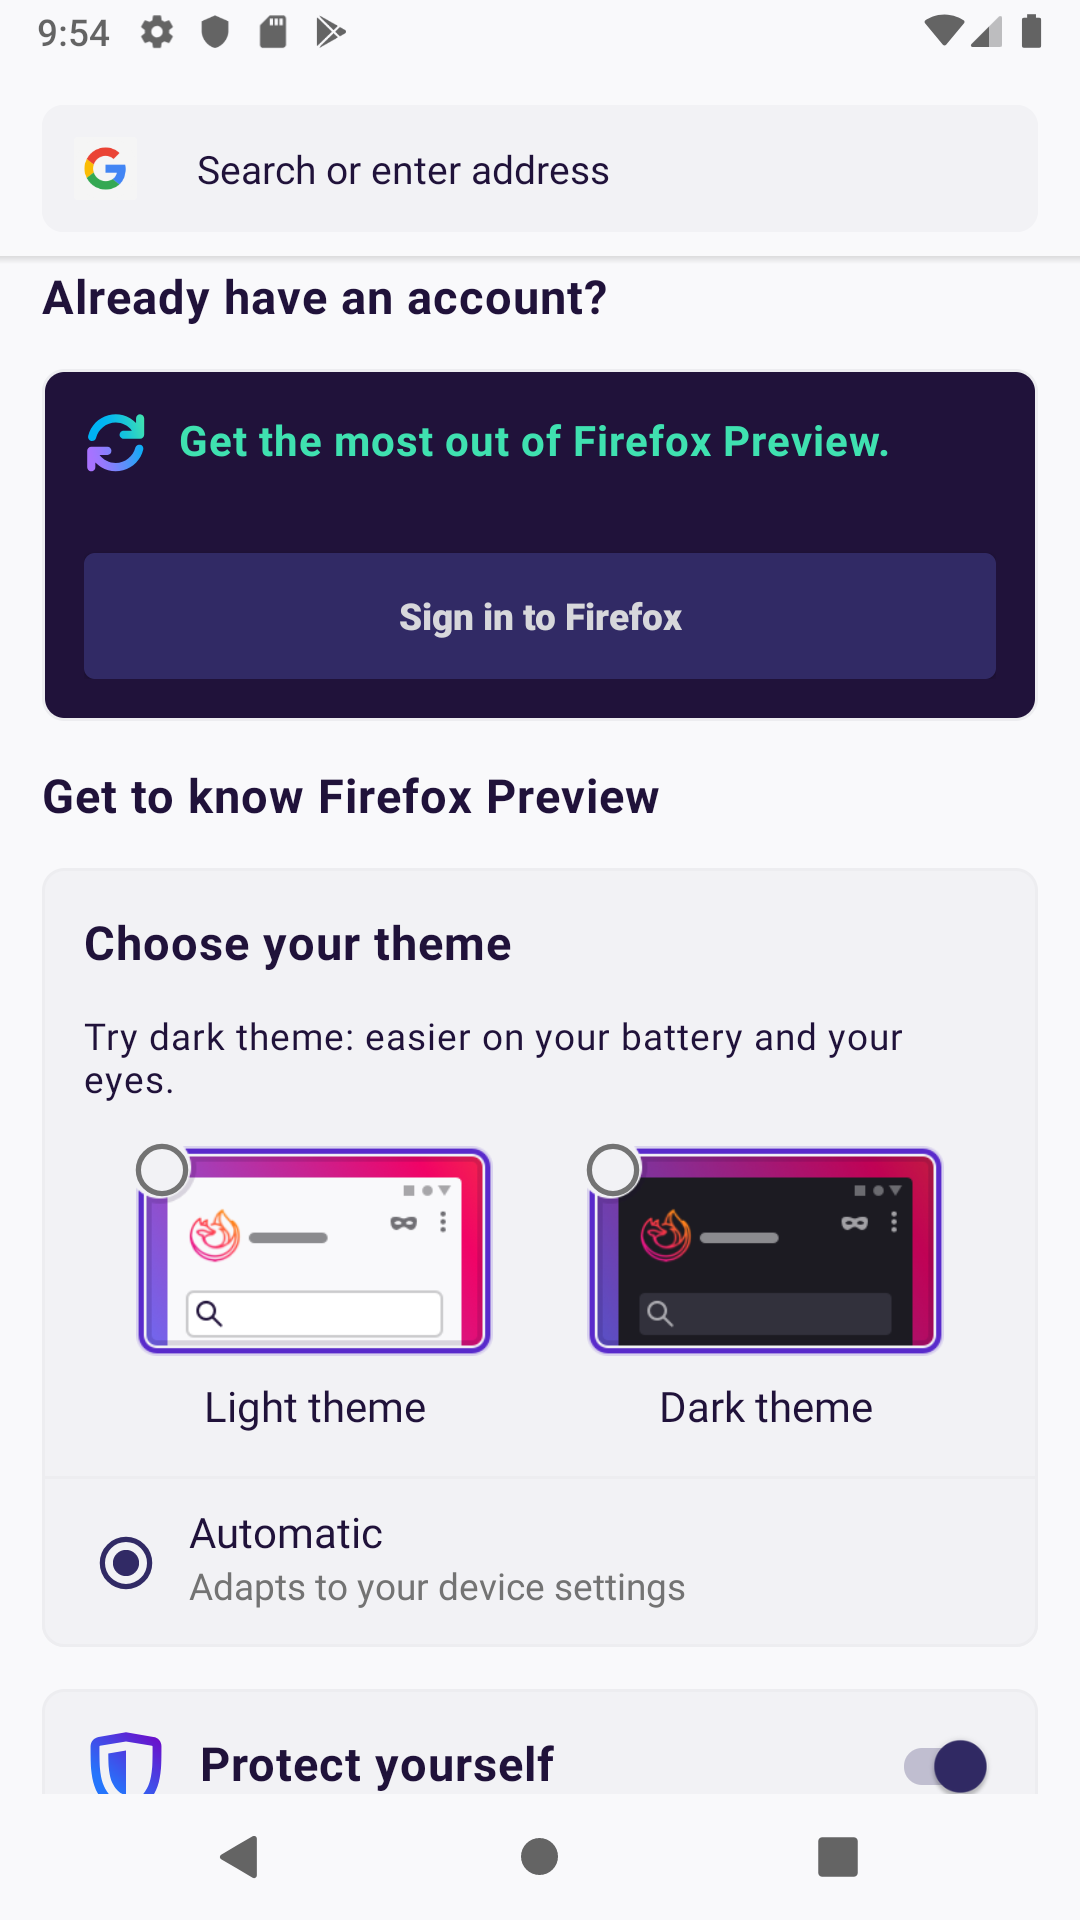 9:54
Search or enter address
Already have an account?
Get the most out of Firefox Preview.
Sign in to Firefox
Get to know Firefox Preview
Choose your theme
Try dark theme: easier on your battery and your
eyes.
Light theme
Dark theme
Automatic
Adapts to your device settings
Protect yourself